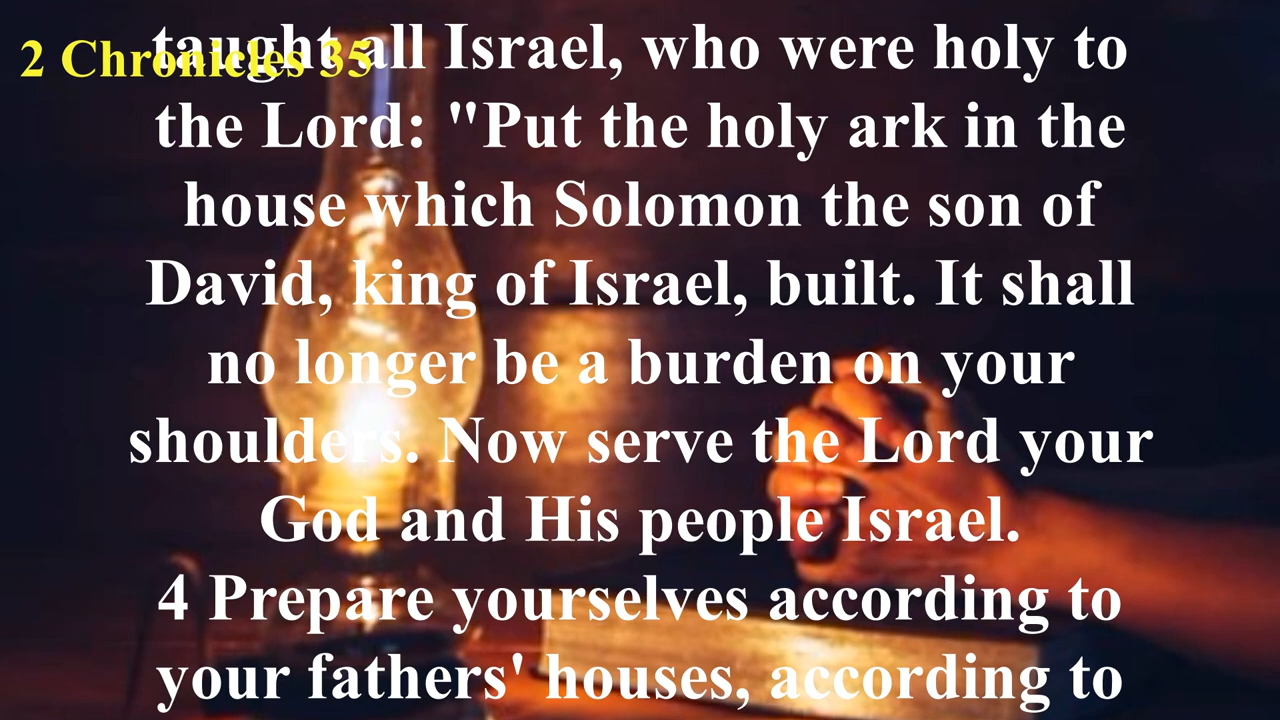 2 Chronicles 35
taught all Israel, who were holy to
the Lord: "Put the holy ark in the
house which Solomon the son of
David, king of Israel, built. It shall
no longer be a burden on your
shoulders. Now serve the Lord your
God and His people Israel.
4 Prepare yourselves according to
your fathers' houses, according to